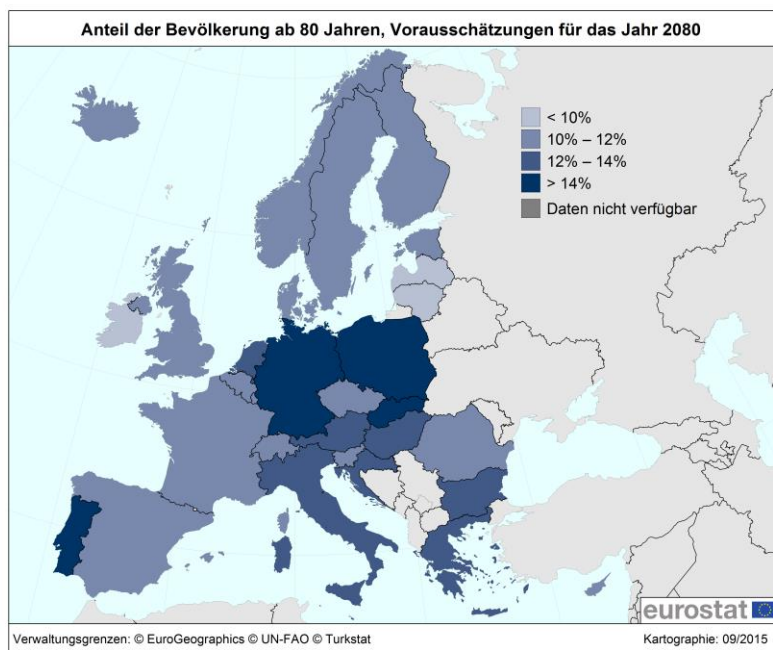 Anteil der Bevölkerung ab 80 Jahren, Vorausschätzungen für das Jahr 2080
< 10%
10% – 12%
12% – 14%
> 14%
Daten nicht verfügbar
eurostat
Verwaltungsgrenzen: © EuroGeographics © UN-FAO © Turkstat
Kartographie: 09/2015